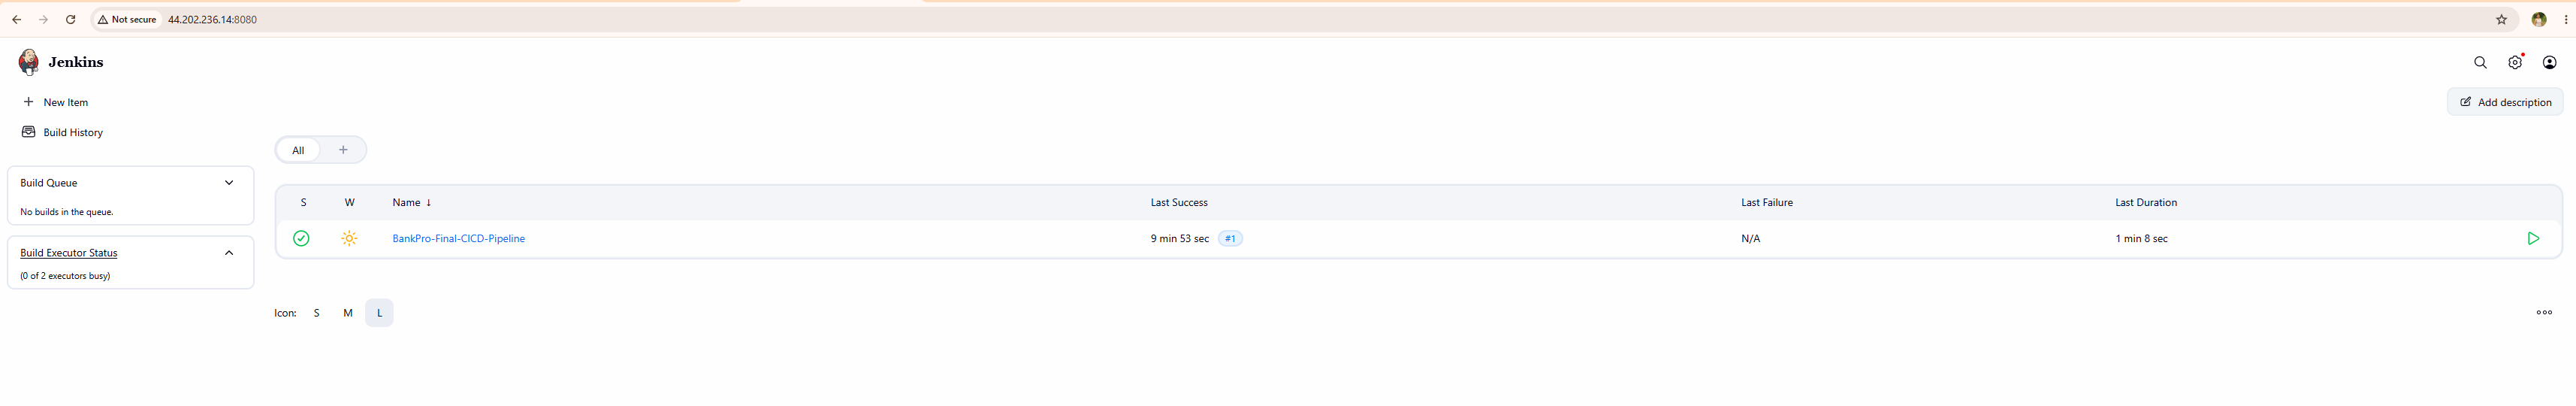 Not secure 44.202.236.14:8080
Jenkins
New Item
Add description
Build History
All +
Build Queue
No builds in the queue.
Build Executor Status
(0 of 2 executors busy)
S W Name ↓ Last Success Last Failure Last Duration
BankPro-Final-CICD-Pipeline 9 min 53 sec #1 N/A 1 min 8 sec
Icon: S M L